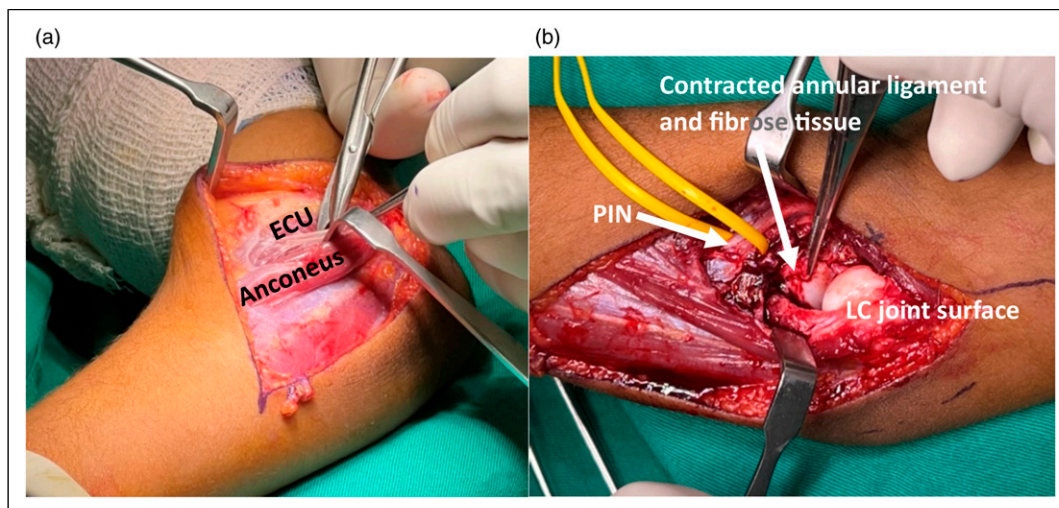 (a)
(b)
ECU
Anconeus
Contracted annular ligament
and fibrose tissue
PIN
LC joint surface